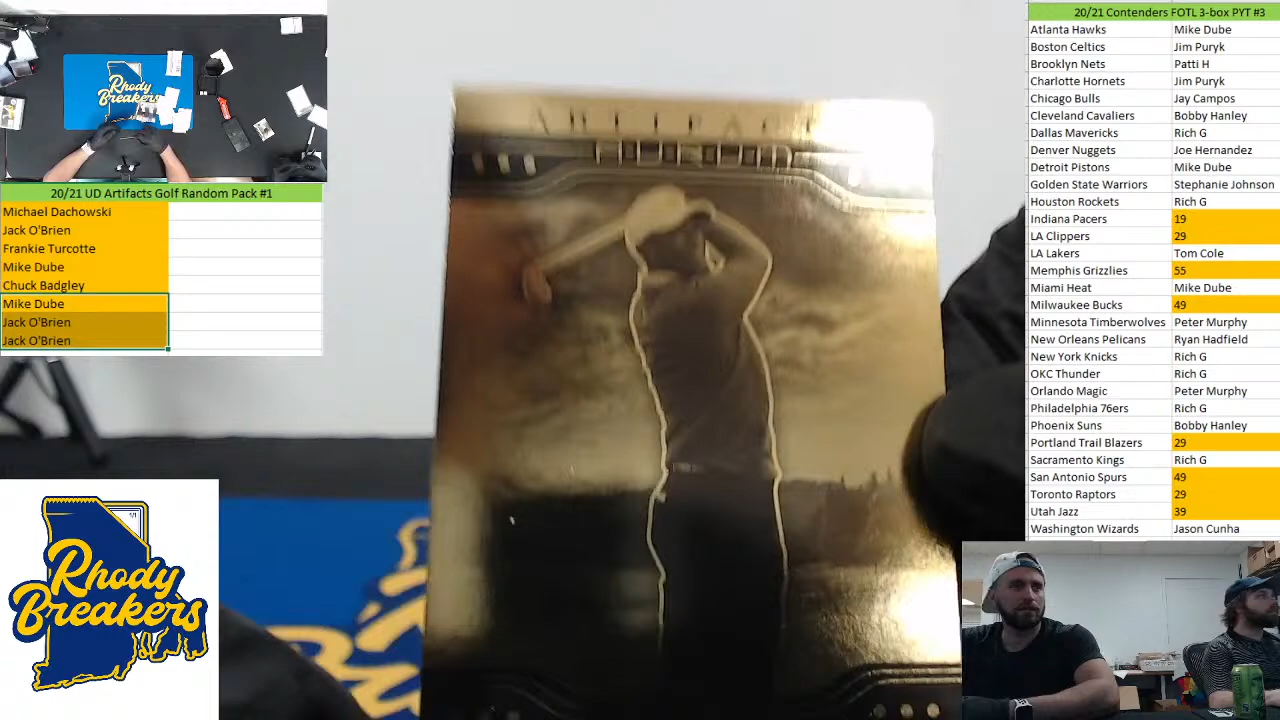 Rhody
Breakers
20/21 UD Artifacts Golf Random Pack #1
Michael Dachowski
Jack O'Brien
Frankie Turcotte
Mike Dube
Chuck Badgley
Mike Dube
Jack O'Brien
Jack O'Brien
Rhody
Breakers
20/21 Contenders FOTL 3-box PYT #3
Atlanta Hawks Mike Dube
Boston Celtics Jim Puryk
Brooklyn Nets Patti H
Charlotte Hornets Jim Puryk
Chicago Bulls Jay Campos
Cleveland Cavaliers Bobby Hanley
Dallas Mavericks Rich G
Denver Nuggets Joe Hernandez
Detroit Pistons Mike Dube
Golden State Warriors Stephanie Johnson
Houston Rockets Rich G
Indiana Pacers 19
LA Clippers 29
LA Lakers Tom Cole
Memphis Grizzlies 55
Miami Heat Mike Dube
Milwaukee Bucks 49
Minnesota Timberwolves Peter Murphy
New Orleans Pelicans Ryan Hadfield
New York Knicks Rich G
OKC Thunder Rich G
Orlando Magic Peter Murphy
Philadelphia 76ers Rich G
Phoenix Suns Bobby Hanley
Portland Trail Blazers 29
Sacramento Kings Rich G
San Antonio Spurs 49
Toronto Raptors 29
Utah Jazz 39
Washington Wizards Jason Cunha